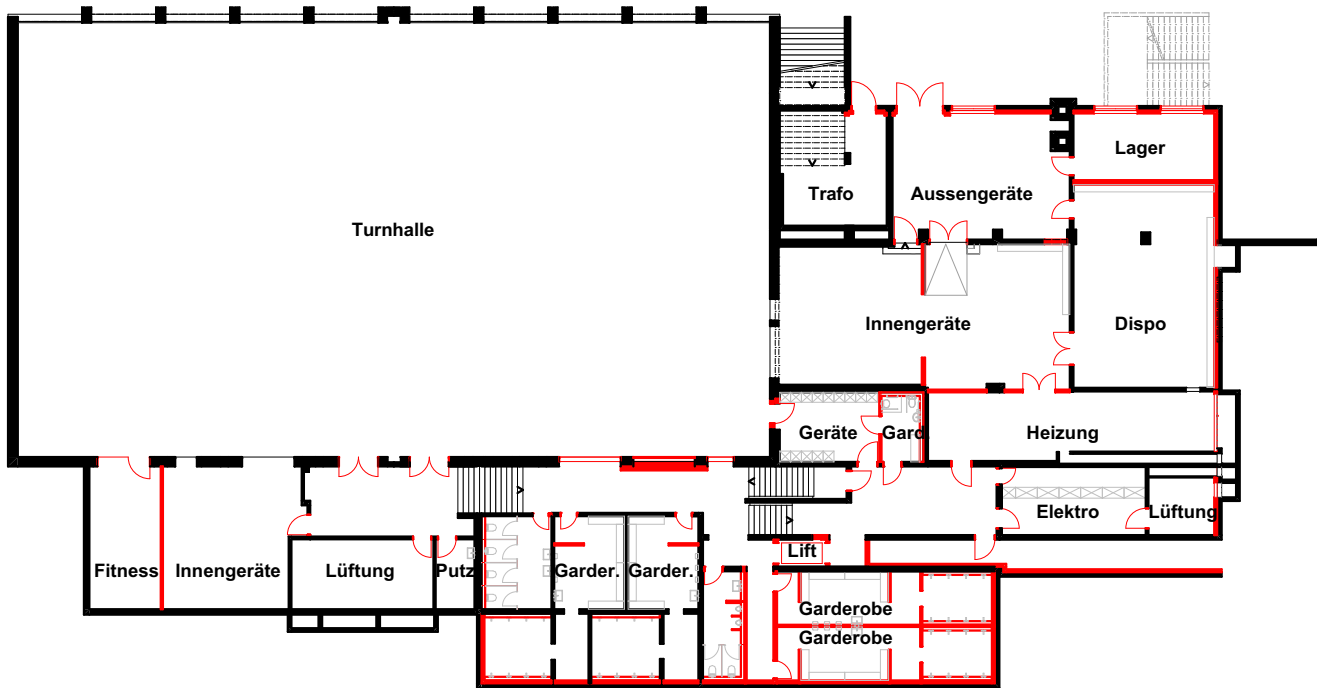 Lager
Trafo
Aussengeräte
Turnhalle
Innengeräte
Dispo
Geräte
Gard.
Heizung
Elektro
Lüftung
Lift
Fitness
Innengeräte
Lüftung
Putz
Garder.
Garder.
Garderobe
Garderobe